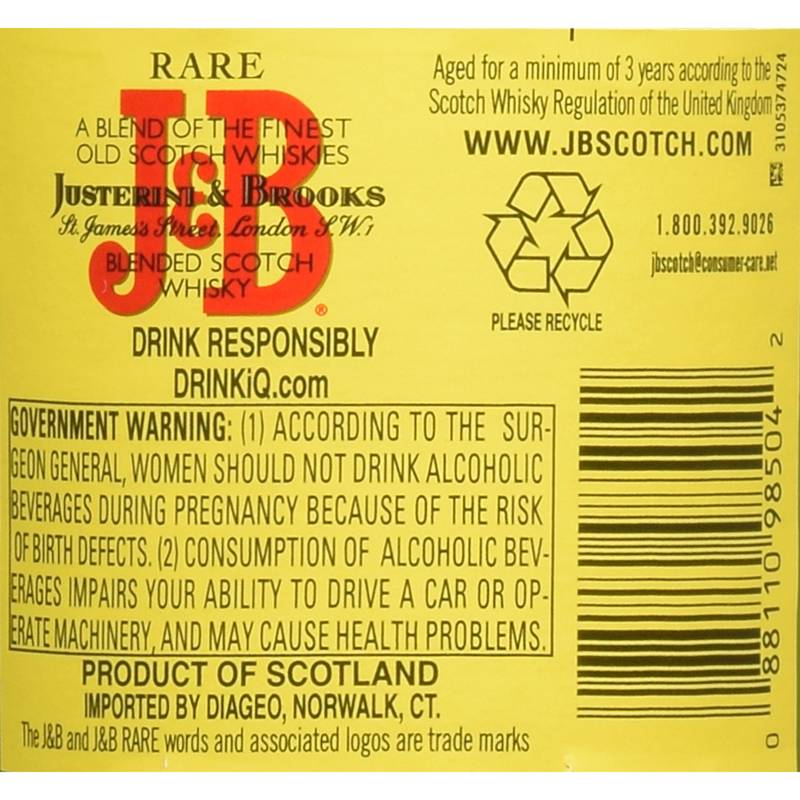 RARE
J&B
A BLEND OF THE FINEST
OLD SCOTCH WHISKIES
JUSTERINI & BROOKS
St. James's Street, London S.W.1
BLENDED SCOTCH
WHISKY
®
DRINK RESPONSIBLY
DRINKiQ.com
GOVERNMENT WARNING: (1) ACCORDING TO THE SUR-
GEON GENERAL, WOMEN SHOULD NOT DRINK ALCOHOLIC
BEVERAGES DURING PREGNANCY BECAUSE OF THE RISK
OF BIRTH DEFECTS. (2) CONSUMPTION OF ALCOHOLIC BEV-
ERAGES IMPAIRS YOUR ABILITY TO DRIVE A CAR OR OP-
ERATE MACHINERY, AND MAY CAUSE HEALTH PROBLEMS.
PRODUCT OF SCOTLAND
IMPORTED BY DIAGEO, NORWALK, CT.
The J&B and J&B RARE words and associated logos are trade marks
Aged for a minimum of 3 years according to the
Scotch Whisky Regulation of the United Kingdom
WWW.JBSCOTCH.COM
3105374724
1.800.392.9026
jbscotch@consumer-care.net
PLEASE RECYCLE
0 88110 98504 2